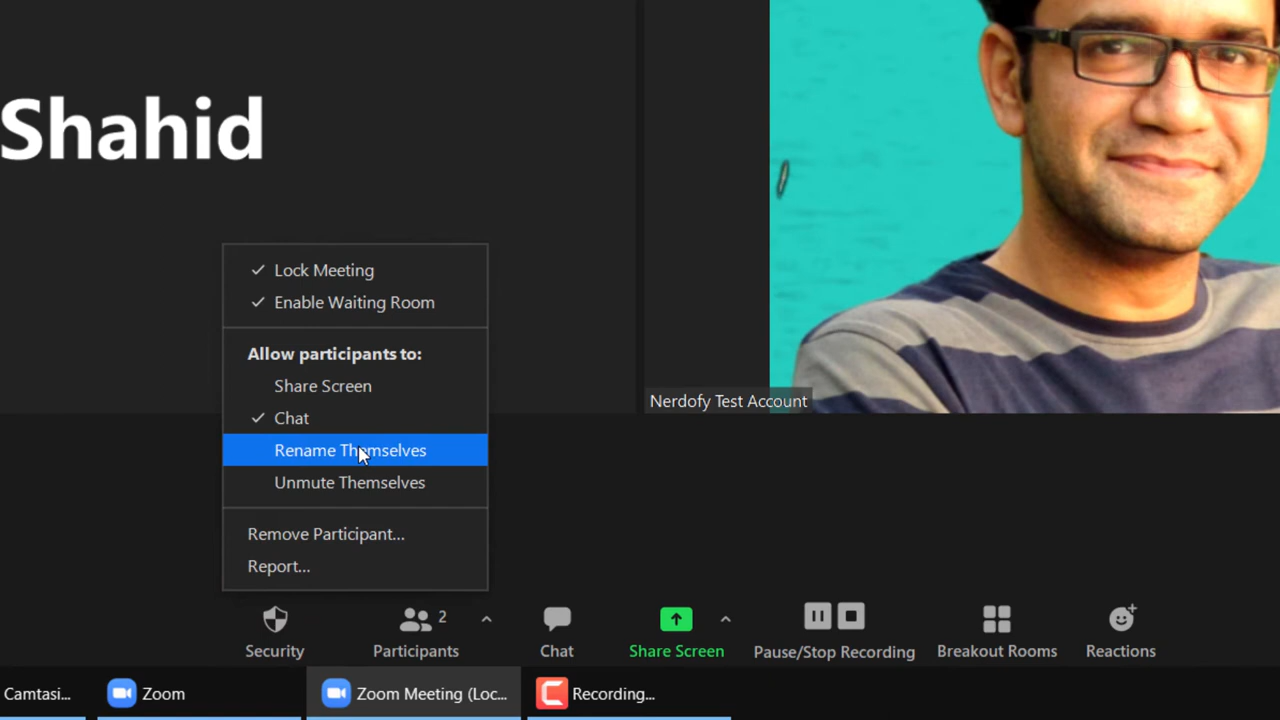 Shahid
Lock Meeting
Enable Waiting Room
Allow participants to:
Share Screen
Chat
Rename Themselves
Unmute Themselves
Remove Participant...
Report...
Nerdofy Test Account
Security
Participants
2
Chat
Share Screen
Pause/Stop Recording
Breakout Rooms
Reactions
Camtasi...
Zoom
Zoom Meeting (Loc...
Recording...